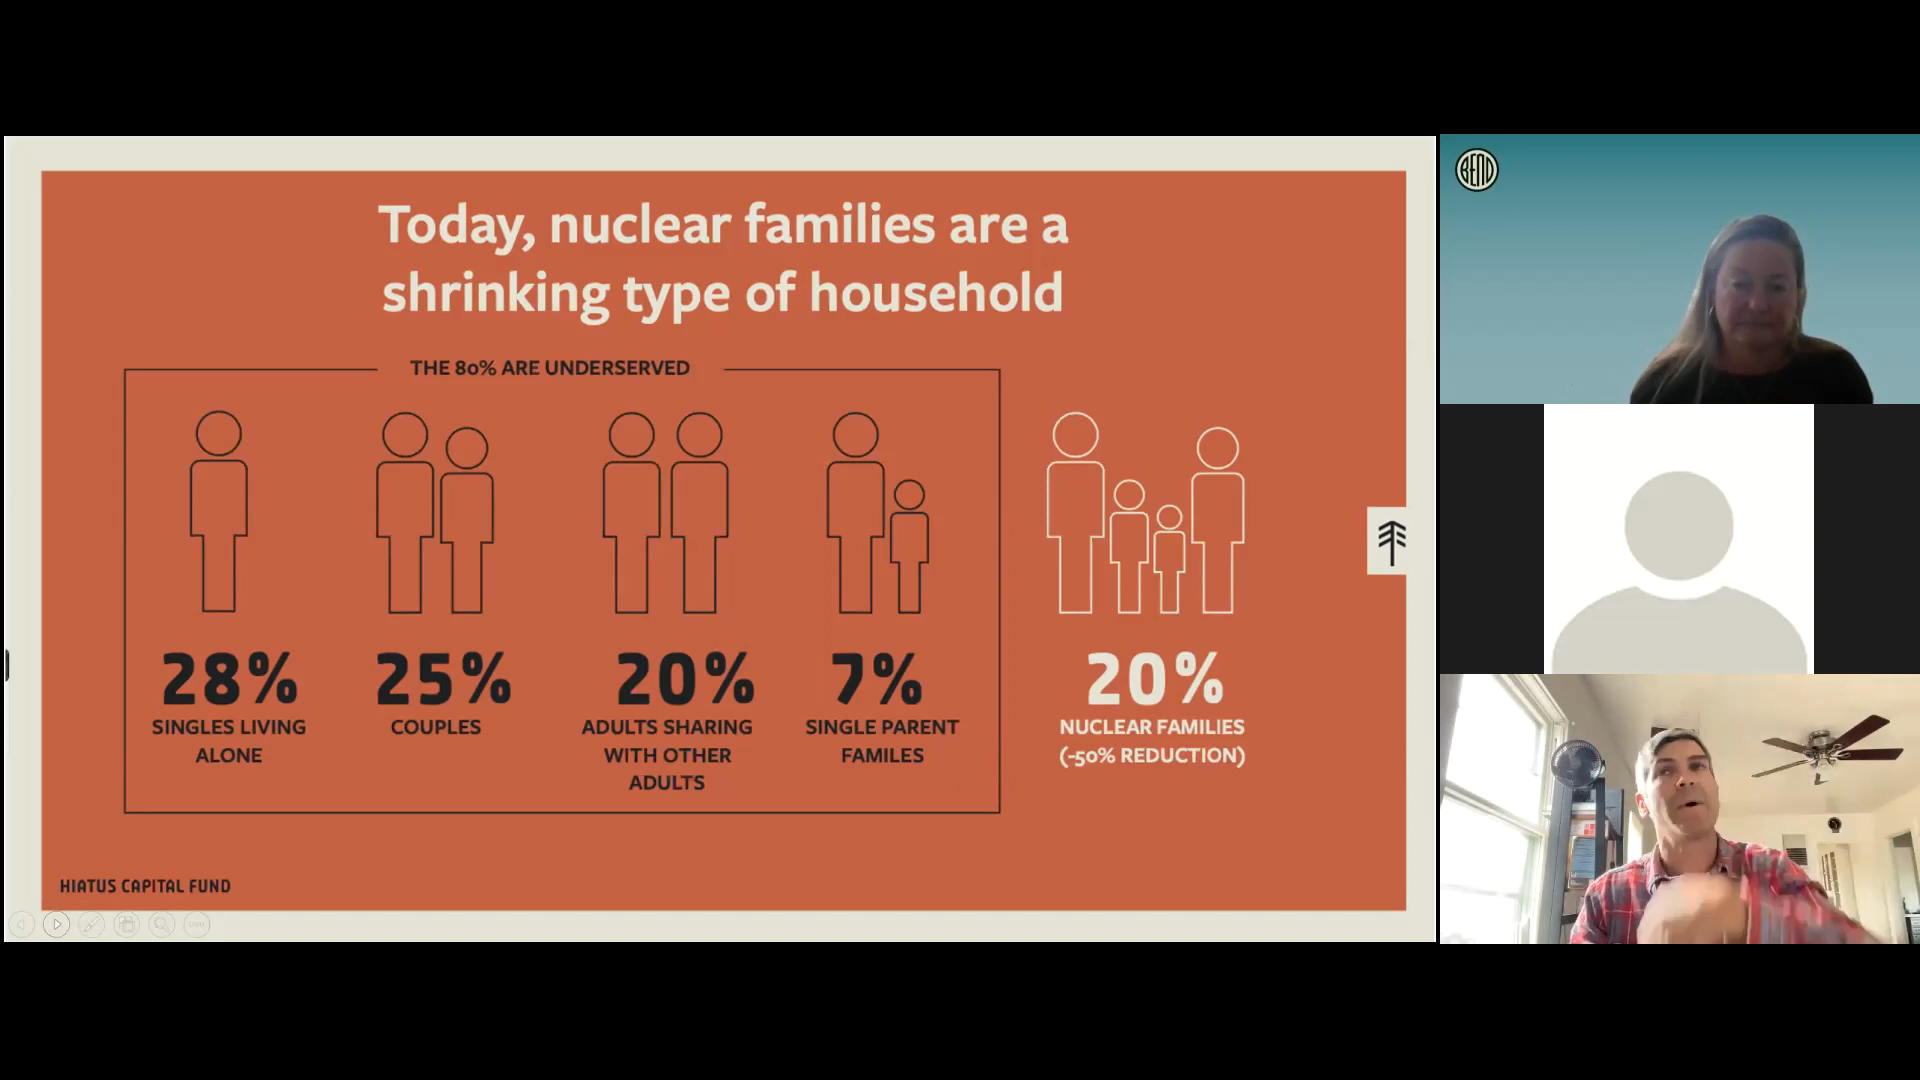 Today, nuclear families are a
shrinking type of household
THE 80% ARE UNDERSERVED
28%
SINGLES LIVING
ALONE
25%
COUPLES
20%
ADULTS SHARING
WITH OTHER
ADULTS
7%
SINGLE PARENT
FAMILES
20%
NUCLEAR FAMILIES
(-50% REDUCTION)
HIATUS CAPITAL FUND
BEND